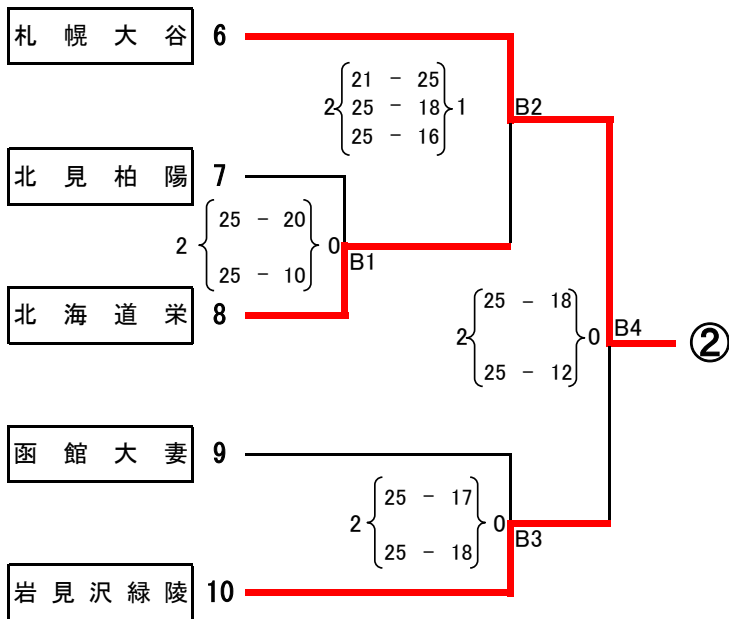 札幌大谷 6
21 - 25
2 25 - 18 1
25 - 16
B2
北見柏陽 7
25 - 20
2 0
25 - 10
B1
北海道栄 8
25 - 18
2 0
25 - 12
B4
②
函館大妻 9
25 - 17
2 0
25 - 18
B3
岩見沢緑陵 10